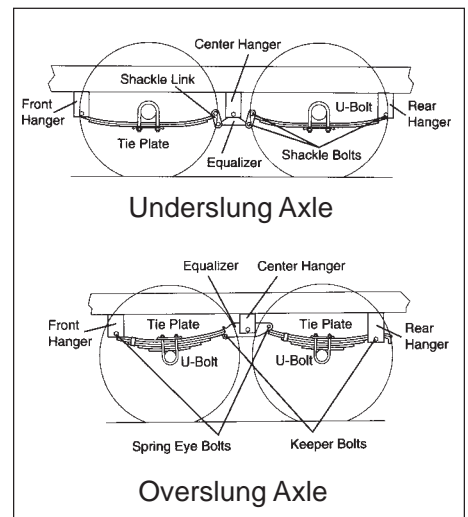 Center Hanger
Shackle Link
Front
Hanger
U-Bolt
Rear
Hanger
Tie Plate
Equalizer
Shackle Bolts
Underslung Axle
Equalizer
Center Hanger
Front
Hanger
Tie Plate
Tie Plate
Rear
Hanger
U-Bolt
U-Bolt
Spring Eye Bolts
Keeper Bolts
Overslung Axle